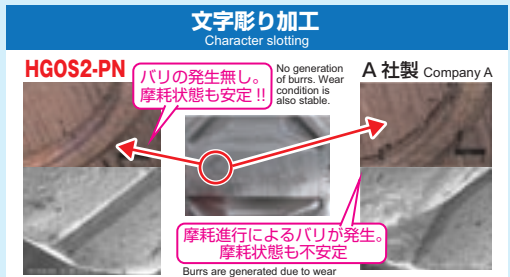 文字彫り加工
Character slotting
HGOS2-PN
バリの発生無し。
摩耗状態も安定!!
No generation
of burrs. Wear
condition is
also stable.
A 社製 Company A
摩耗進行によるバリが発生。
摩耗状態も不安定
Burrs are generated due to wear